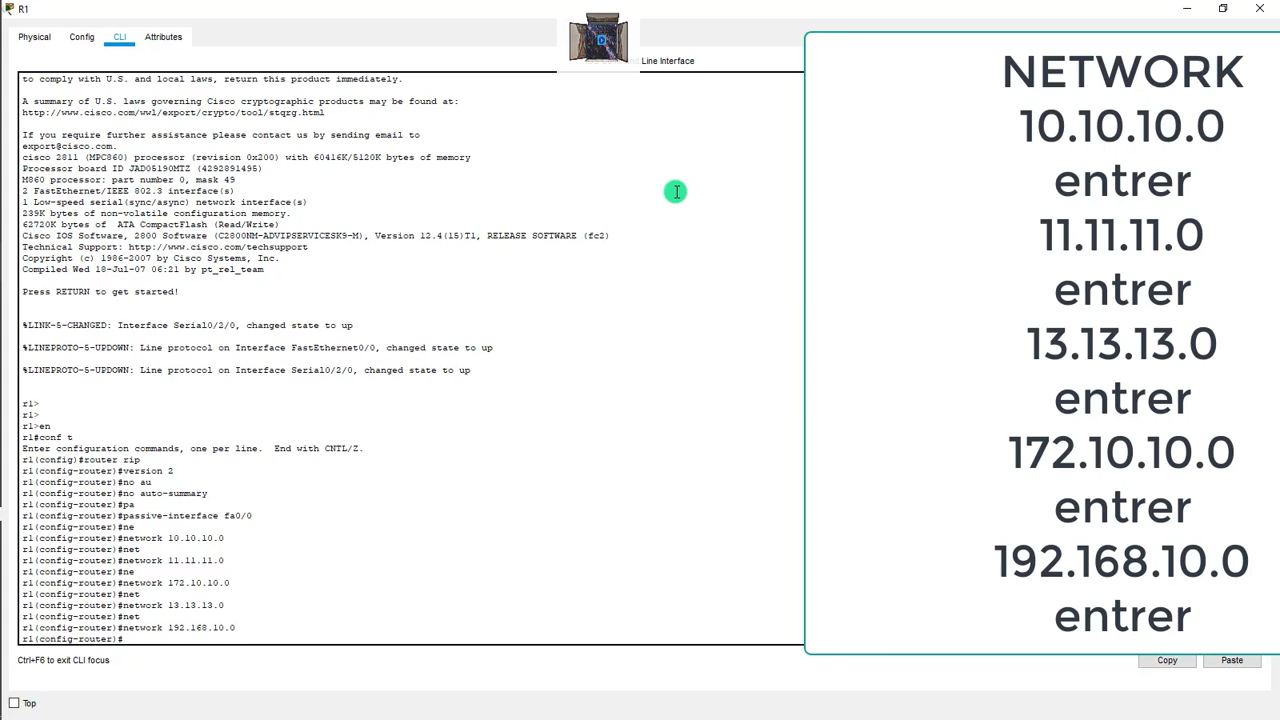 R1
Physical
Config
CLI
Attributes
Line Interface
to comply with U.S. and local laws, return this product immediately.
A summary of U.S. laws governing Cisco cryptographic products may be found at:
http://www.cisco.com/wwl/export/crypto/tool/stqrg.html
If you require further assistance please contact us by sending email to
export@cisco.com.
cisco 2811 (MPC860) processor (revision 0x200) with 60416K/5120K bytes of memory
Processor board ID JAD05190MTZ (4292891495)
M860 processor: part number 0, mask 49
2 FastEthernet/IEEE 802.3 interface(s)
1 Low-speed serial(sync/async) network interface(s)
239K bytes of non-volatile configuration memory.
62720K bytes of  ATA CompactFlash (Read/Write)
Cisco IOS Software, 2800 Software (C2800NM-ADVIPSERVICESK9-M), Version 12.4(15)T1, RELEASE SOFTWARE (fc2)
Technical Support: http://www.cisco.com/techsupport
Copyright (c) 1986-2007 by Cisco Systems, Inc.
Compiled Wed 18-Jul-07 06:21 by pt_rel_team
Press RETURN to get started!
%LINK-5-CHANGED: Interface Serial0/2/0, changed state to up
%LINEPROTO-5-UPDOWN: Line protocol on Interface FastEthernet0/0, changed state to up
%LINEPROTO-5-UPDOWN: Line protocol on Interface Serial0/2/0, changed state to up
r1>
r1>
r1>en
r1#conf t
Enter configuration commands, one per line.  End with CNTL/Z.
r1(config)#router rip
r1(config-router)#version 2
r1(config-router)#no au
r1(config-router)#no auto-summary
r1(config-router)#pa
r1(config-router)#passive-interface fa0/0
r1(config-router)#ne
r1(config-router)#network 10.10.10.0
r1(config-router)#net
r1(config-router)#network 11.11.11.0
r1(config-router)#ne
r1(config-router)#network 172.10.10.0
r1(config-router)#net
r1(config-router)#network 13.13.13.0
r1(config-router)#net
r1(config-router)#network 192.168.10.0
r1(config-router)#
Ctrl+F6 to exit CLI focus
Copy
Paste
Top
NETWORK
10.10.10.0
entrer
11.11.11.0
entrer
13.13.13.0
entrer
172.10.10.0
entrer
192.168.10.0
entrer